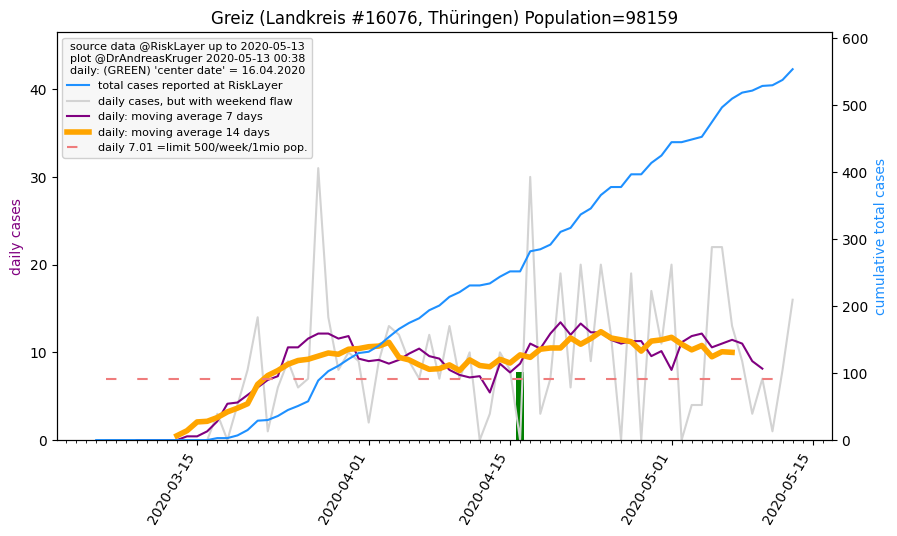 Greiz (Landkreis #16076, Thüringen) Population=98159
source data @RiskLayer up to 2020-05-13
plot @DrAndreasKruger 2020-05-13 00:38
daily: (GREEN) 'center date' = 16.04.2020
total cases reported at RiskLayer
daily cases, but with weekend flaw
daily: moving average 7 days
daily: moving average 14 days
daily 7.01 =limit 500/week/1mio pop.
daily cases
0
10
20
30
40
cumulative total cases
0
100
200
300
400
500
600
2020-03-15
2020-04-01
2020-04-15
2020-05-01
2020-05-15